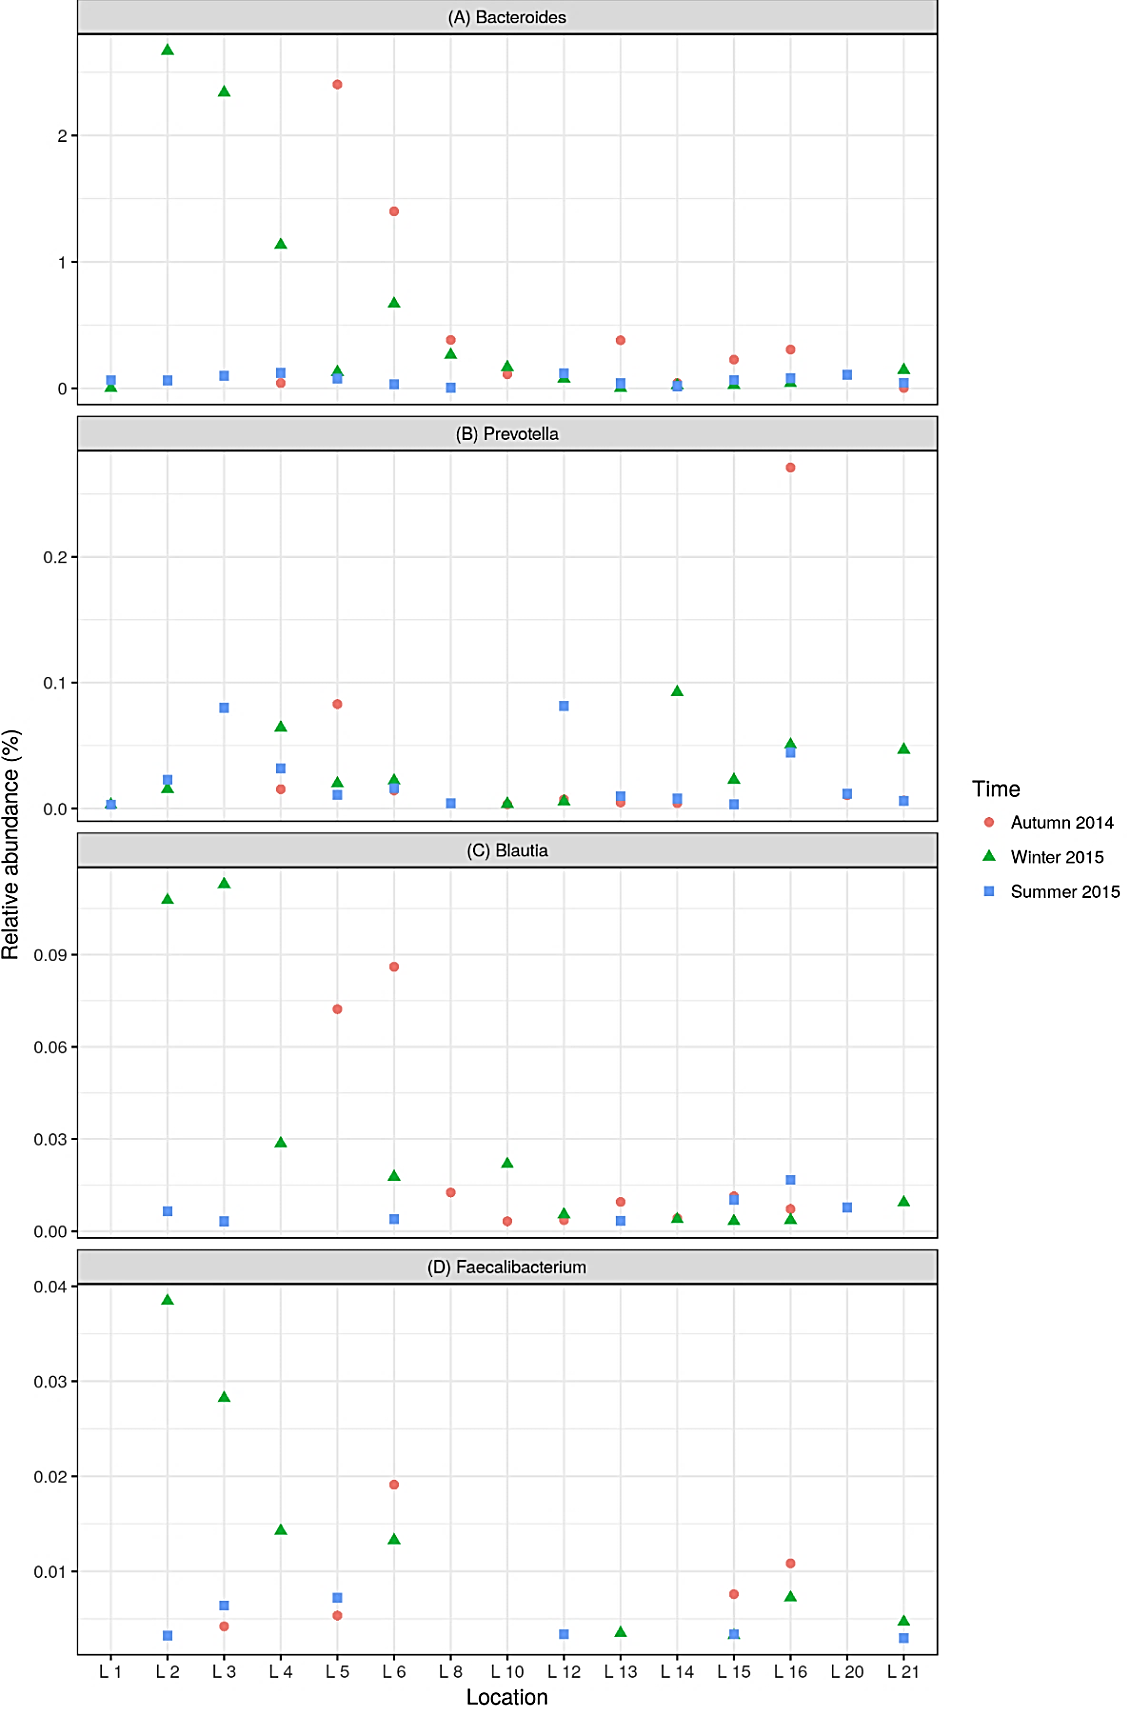 (A) Bacteroides
2
1
0
(B) Prevotella
0.2
0.1
0.0
(C) Blautia
0.09
0.06
0.03
0.00
(D) Faecalibacterium
0.04
0.03
0.02
0.01
L 1 L 2 L 3 L 4 L 5 L 6 L 8 L 10 L 12 L 13 L 14 L 15 L 16 L 20 L 21
Location
Relative abundance (%)
Time
Autumn 2014
Winter 2015
Summer 2015